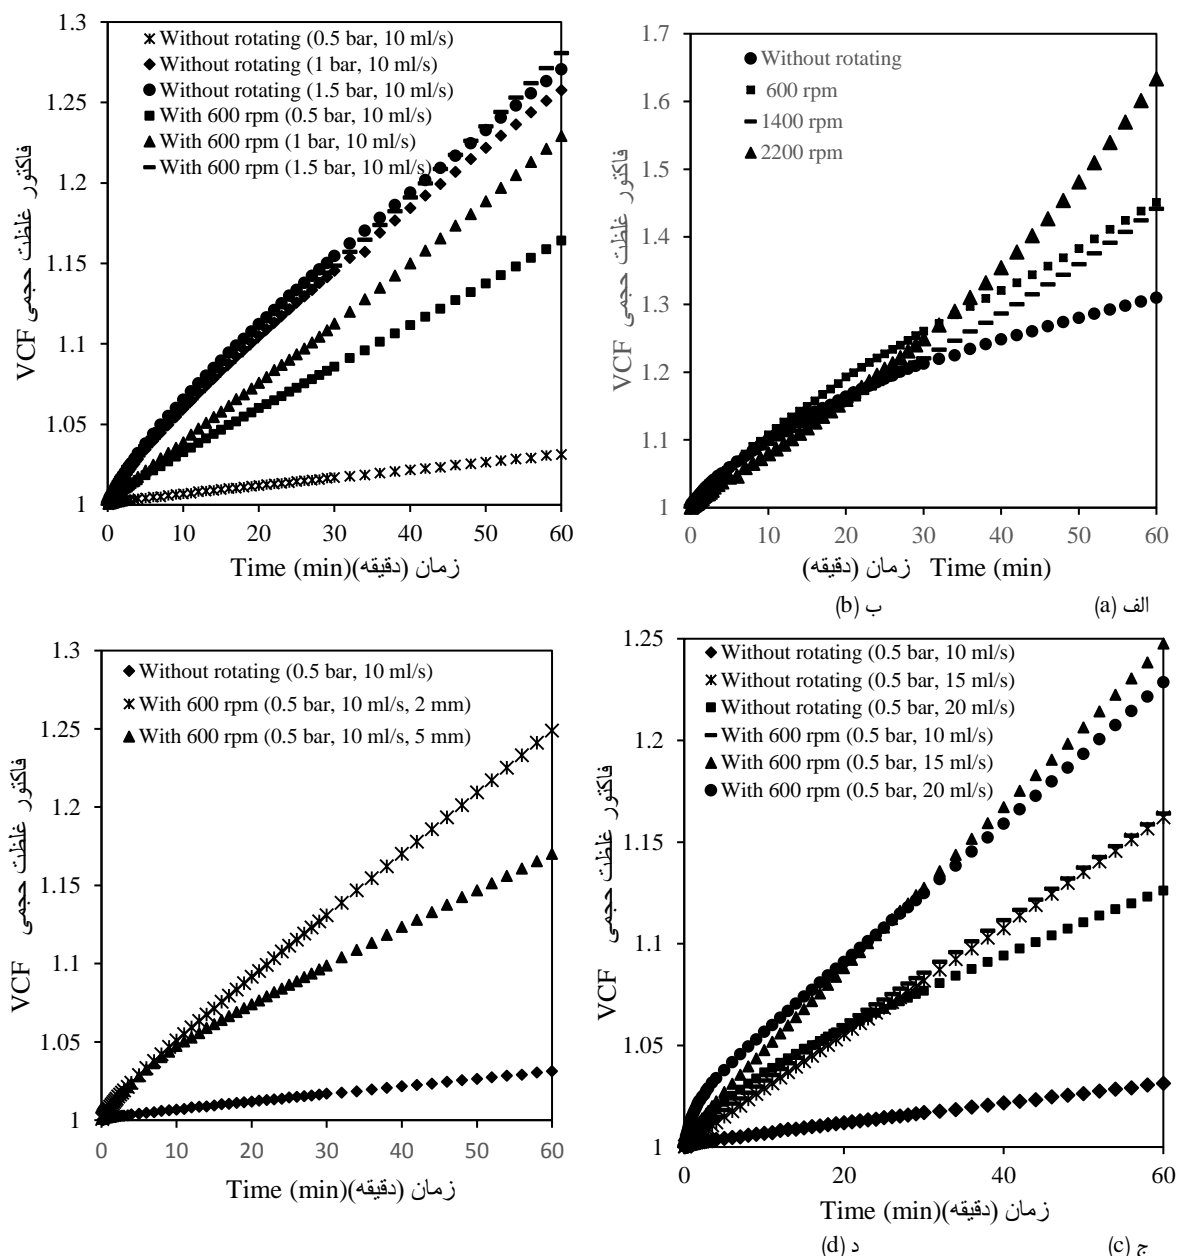 1.3
1.25
1.2
1.15
1.1
1.05
1
فاکتور غلظت حجمی VCF
Without rotating (0.5 bar, 10 ml/s)
Without rotating (1 bar, 10 ml/s)
Without rotating (1.5 bar, 10 ml/s)
With 600 rpm (0.5 bar, 10 ml/s)
With 600 rpm (1 bar, 10 ml/s)
With 600 rpm (1.5 bar, 10 ml/s)
0 10 20 30 40 50 60
Time (min)زمان (دقیقه)
1.7
1.6
1.5
1.4
1.3
1.2
1.1
1
فاکتور غلظت حجمی VCF
Without rotating
600 rpm
1400 rpm
2200 rpm
0 10 20 30 40 50 60
زمان (دقیقه) Time (min)
ب (b)
الف (a)
1.3
1.25
1.2
1.15
1.1
1.05
1
فاکتور غلظت حجمی VCF
Without rotating (0.5 bar, 10 ml/s)
With 600 rpm (0.5 bar, 10 ml/s, 2 mm)
With 600 rpm (0.5 bar, 10 ml/s, 5 mm)
0 10 20 30 40 50 60
Time (min)زمان (دقیقه)
1.25
1.2
1.15
1.1
1.05
1
فاکتور غلظت حجمی VCF
Without rotating (0.5 bar, 10 ml/s)
Without rotating (0.5 bar, 15 ml/s)
Without rotating (0.5 bar, 20 ml/s)
With 600 rpm (0.5 bar, 10 ml/s)
With 600 rpm (0.5 bar, 15 ml/s)
With 600 rpm (0.5 bar, 20 ml/s)
0 20 40 60
Time (min)زمان (دقیقه)
د (d)
ج (c)